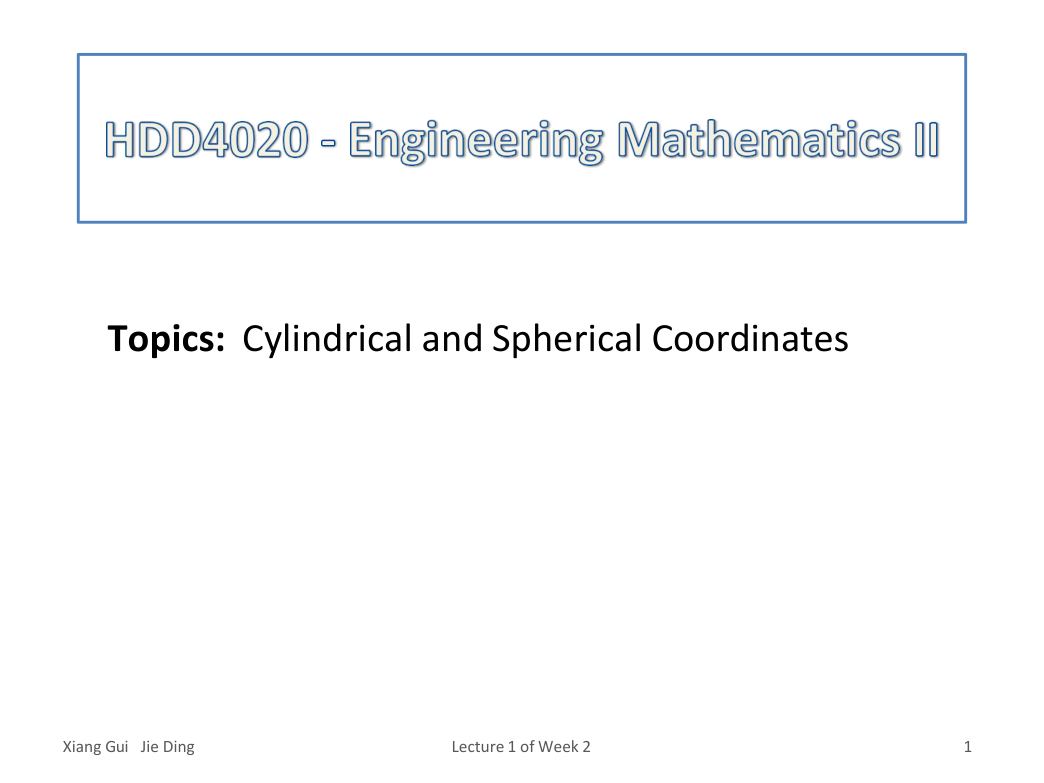 HDD4020 - Engineering Mathematics II
Topics: Cylindrical and Spherical Coordinates
Xiang Gui Jie Ding
Lecture 1 of Week 2
1